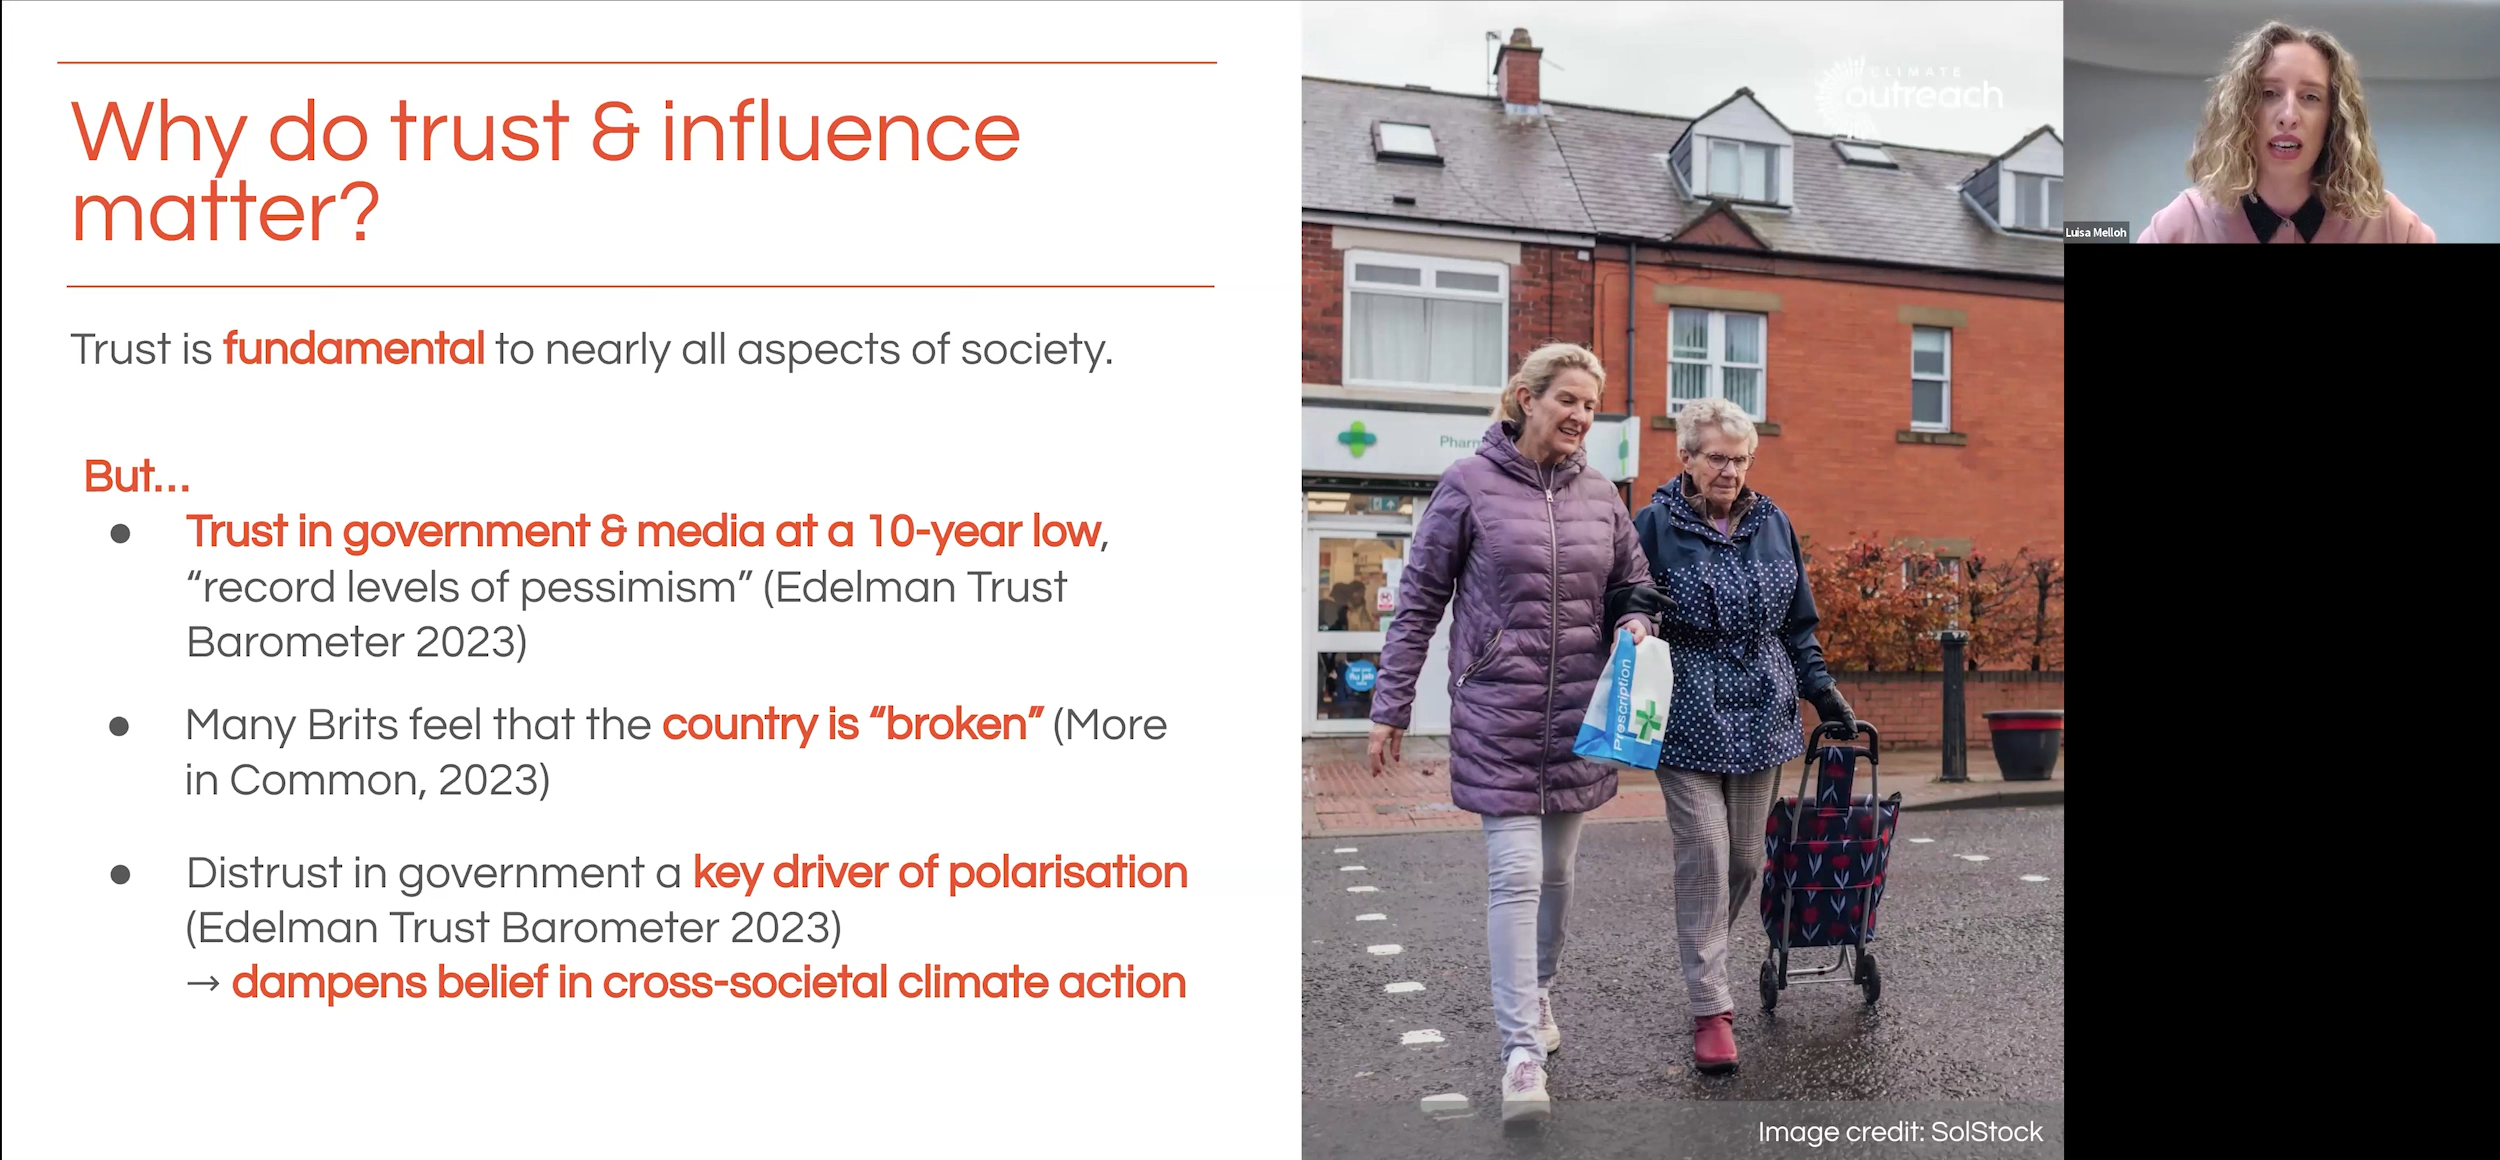 Why do trust & influence
matter?
Trust is fundamental to nearly all aspects of society.
But...
● Trust in government & media at a 10-year low,
“record levels of pessimism” (Edelman Trust
Barometer 2023)
● Many Brits feel that the country is “broken” (More
in Common, 2023)
● Distrust in government a key driver of polarisation
(Edelman Trust Barometer 2023)
→ dampens belief in cross-societal climate action
CLIMATE
outreach
Pharm
Prescription
Image credit: SolStock
Luisa Melloh